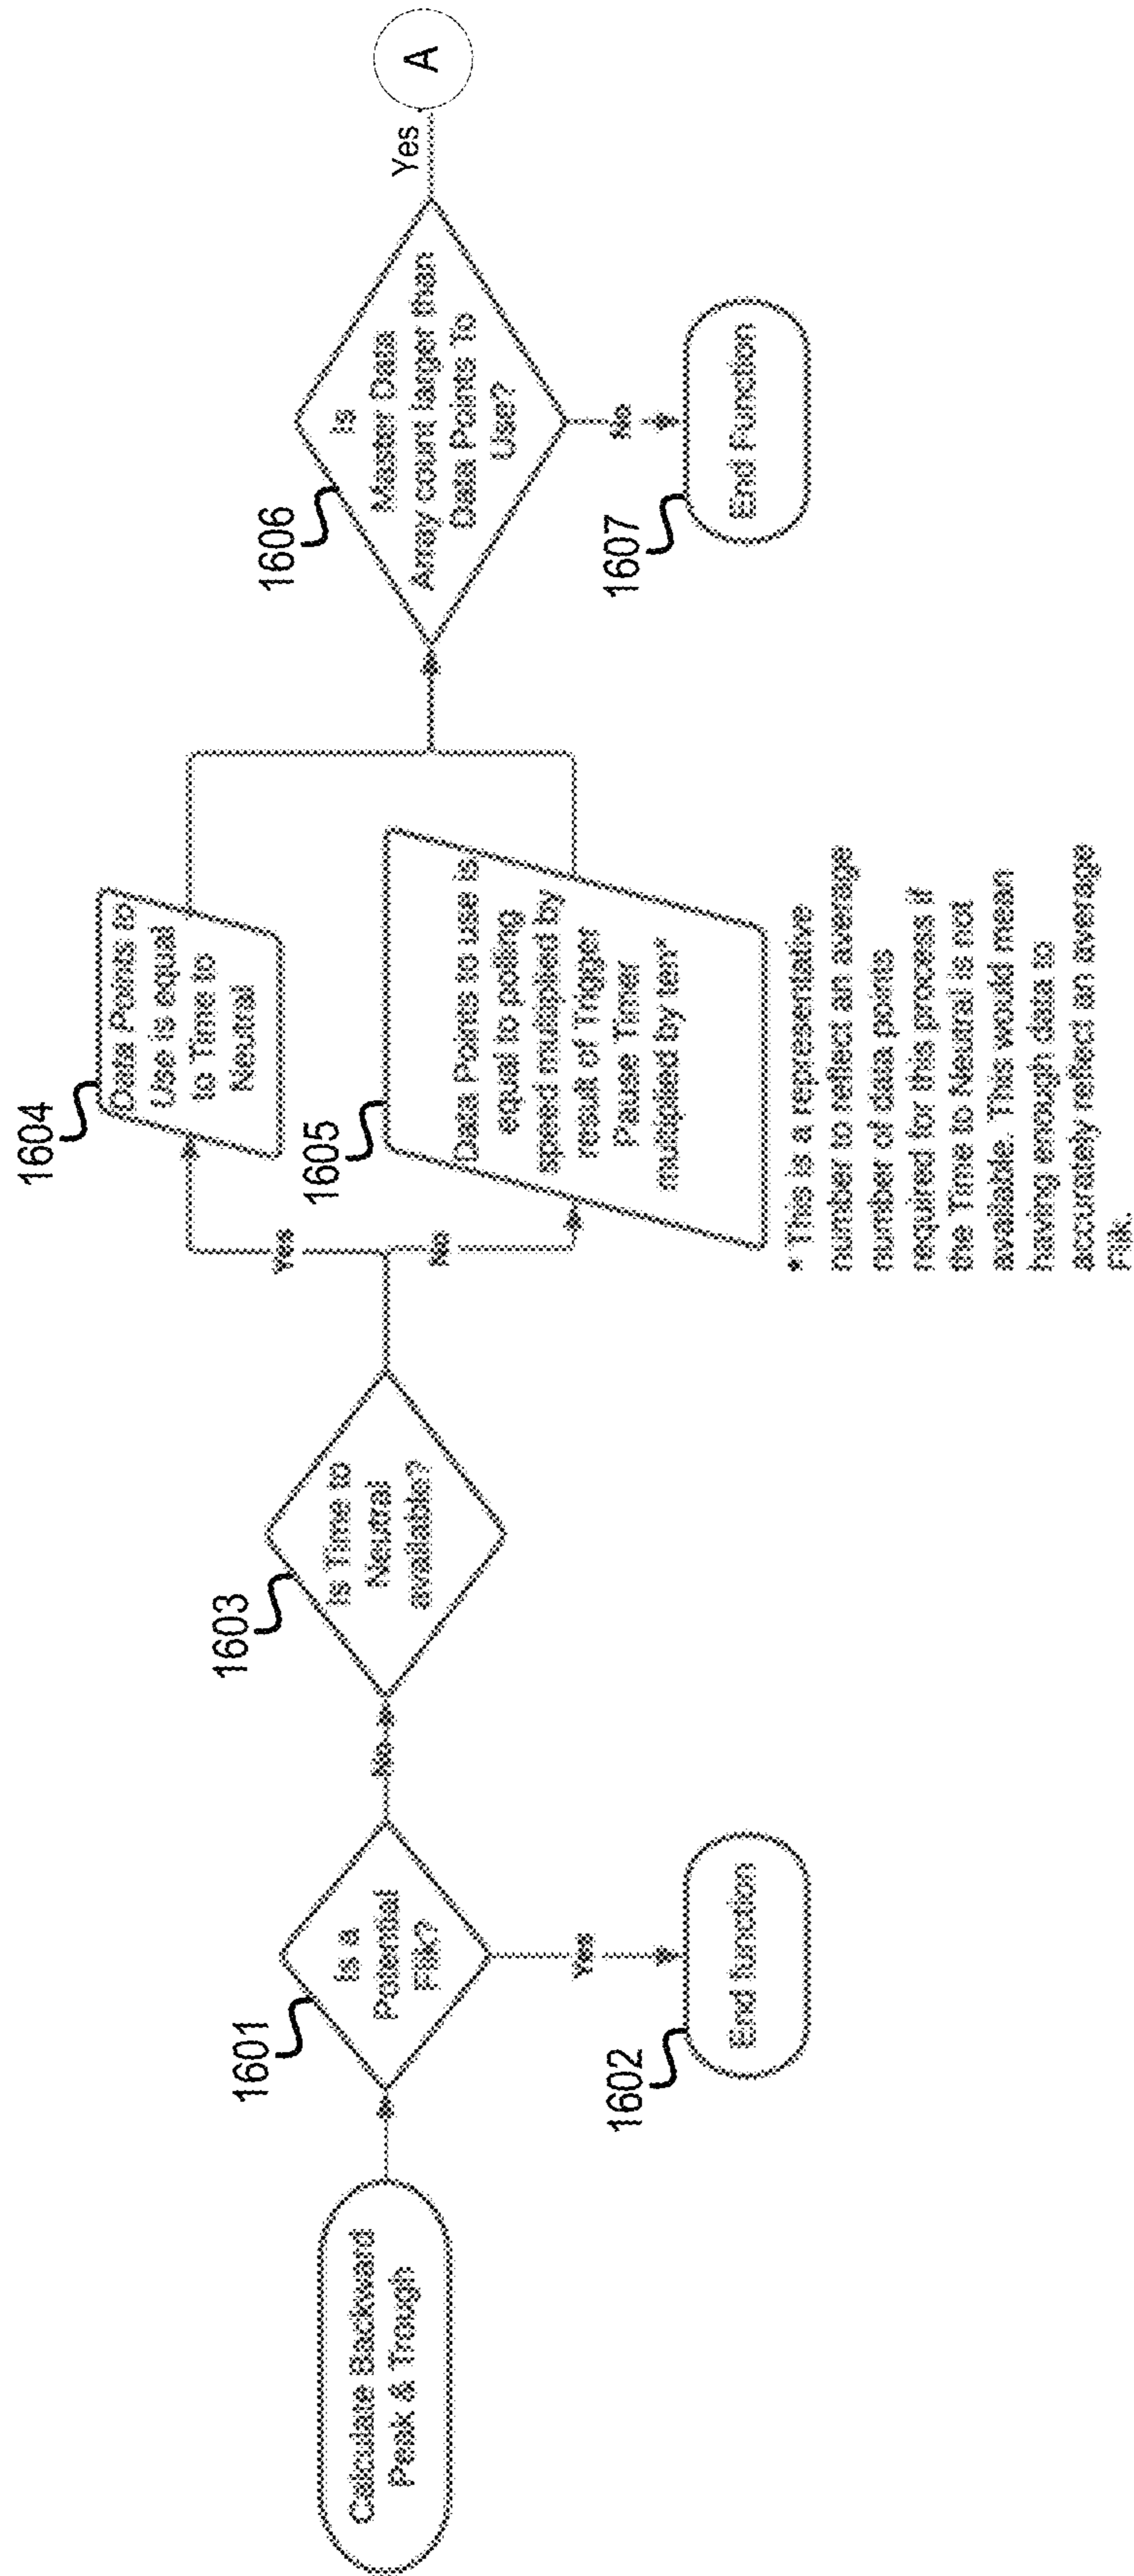 Calculate Backward
Peak & Trough
1601
Is a
Potential
Flik?
Yes
1602
End function
No
1603
Is Time to
Neutral
available?
Yes
No
1604
Data Points to
Use is equal
to Time to
Neutral
1605
Data Points to use is
equal to polling
speed multiplied by
result of Trigger
Pause Timer
multiplied by ten*
* This is a representative
number to reflect an average
number of data points
required for this process if
the Time to Neutral is not
available. This would mean
having enough data to
accurately reflect an average
Flik.
1606
Is
Master Data
Array count larger than
Data Points To
Use?
No
1607
End Function
Yes
A